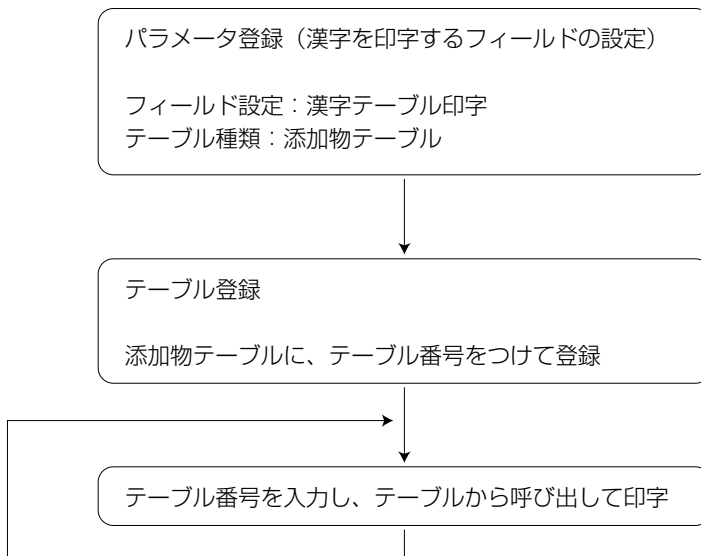 パラメータ登録（漢字を印字するフィールドの設定）
フィールド設定：漢字テーブル印字
テーブル種類：添加物テーブル
テーブル登録
添加物テーブルに、テーブル番号をつけて登録
テーブル番号を入力し、テーブルから呼び出して印字